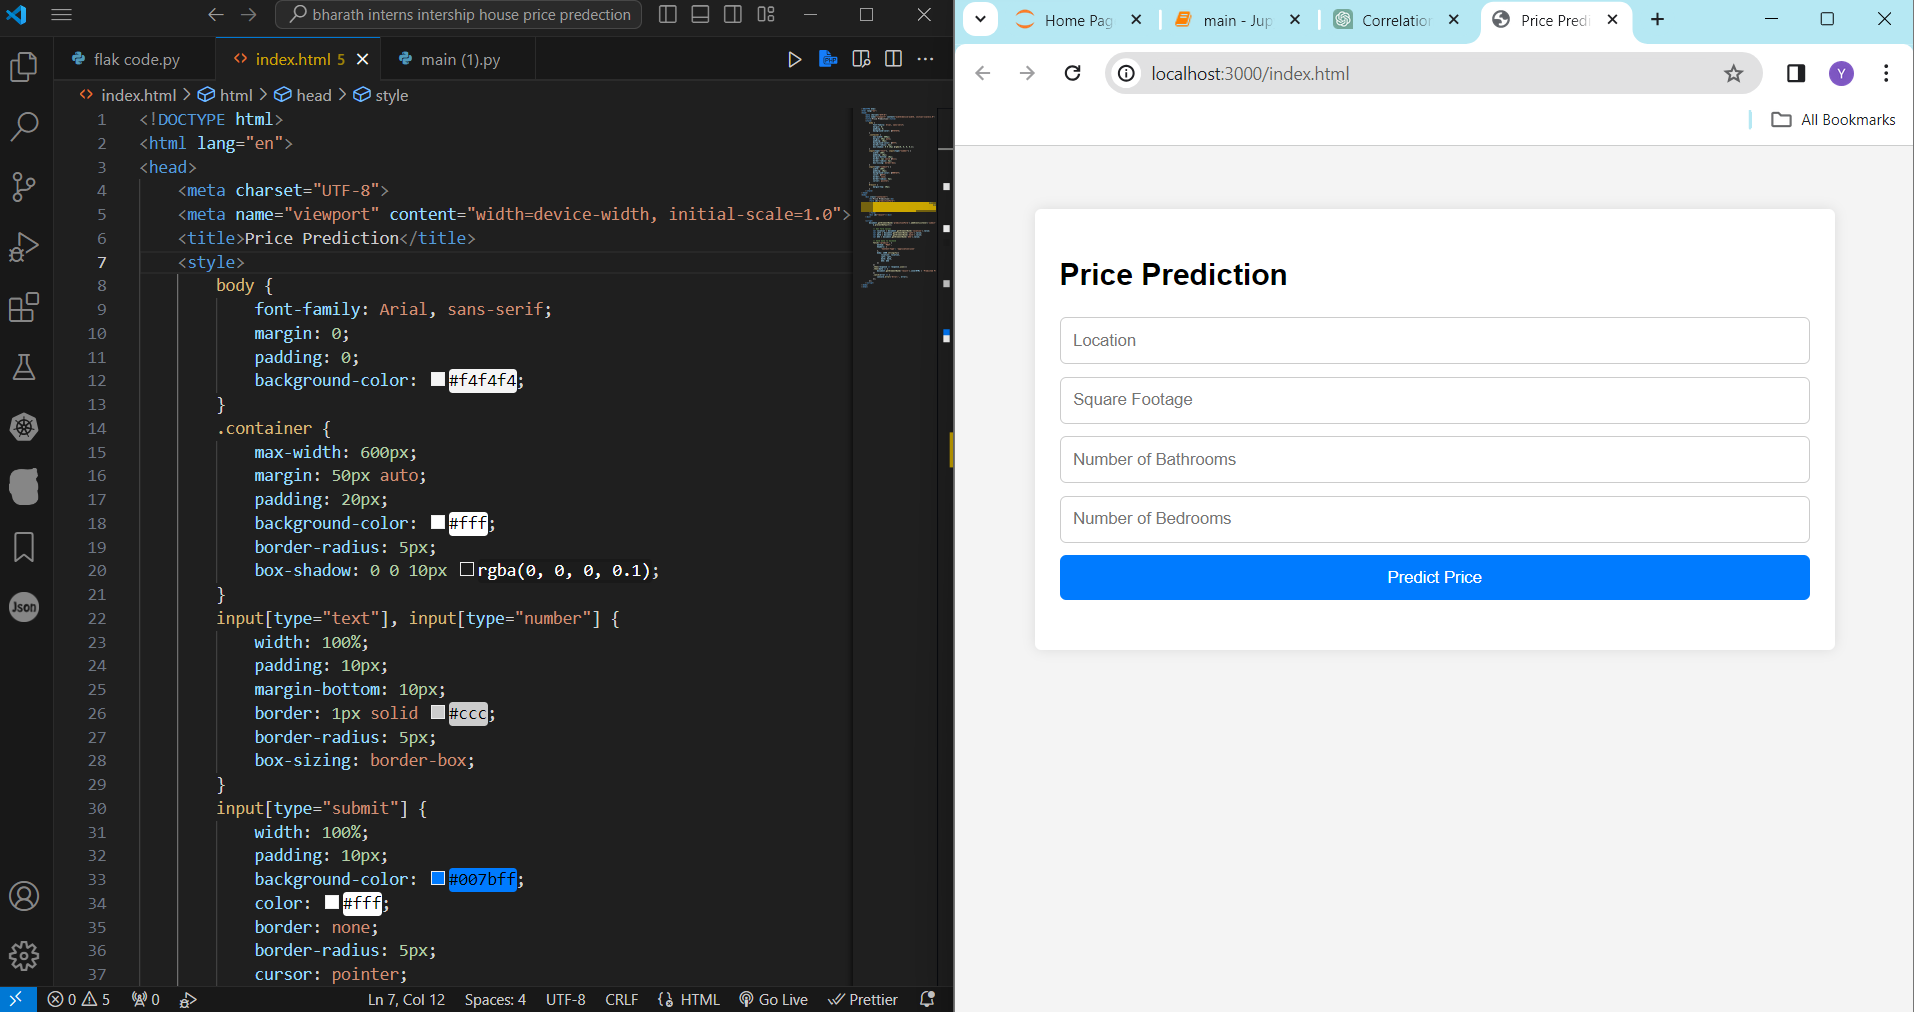 bharath interns intership house price predection
flak code.py
index.html 5
main (1).py
index.html > html > head > style
1 <!DOCTYPE html>
2 <html lang="en">
3 <head>
4 <meta charset="UTF-8">
5 <meta name="viewport" content="width=device-width, initial-scale=1.0">
6 <title>Price Prediction</title>
7 <style>
8 body {
9 font-family: Arial, sans-serif;
10 margin: 0;
11 padding: 0;
12 background-color: #f4f4f4;
13 }
14 .container {
15 max-width: 600px;
16 margin: 50px auto;
17 padding: 20px;
18 background-color: #fff;
19 border-radius: 5px;
20 box-shadow: 0 0 10px rgba(0, 0, 0, 0.1);
21 }
22 input[type="text"], input[type="number"] {
23 width: 100%;
24 padding: 10px;
25 margin-bottom: 10px;
26 border: 1px solid #ccc;
27 border-radius: 5px;
28 box-sizing: border-box;
29 }
30 input[type="submit"] {
31 width: 100%;
32 padding: 10px;
33 background-color: #007bff;
34 color: #fff;
35 border: none;
36 border-radius: 5px;
37 cursor: pointer;
Json
0 5 0 Ln 7, Col 12 Spaces: 4 UTF-8 CRLF HTML Go Live Prettier
Home Pag
main - Jup
Correlation
Price Predi
localhost:3000/index.html
Y
All Bookmarks
Price Prediction
Location
Square Footage
Number of Bathrooms
Number of Bedrooms
Predict Price